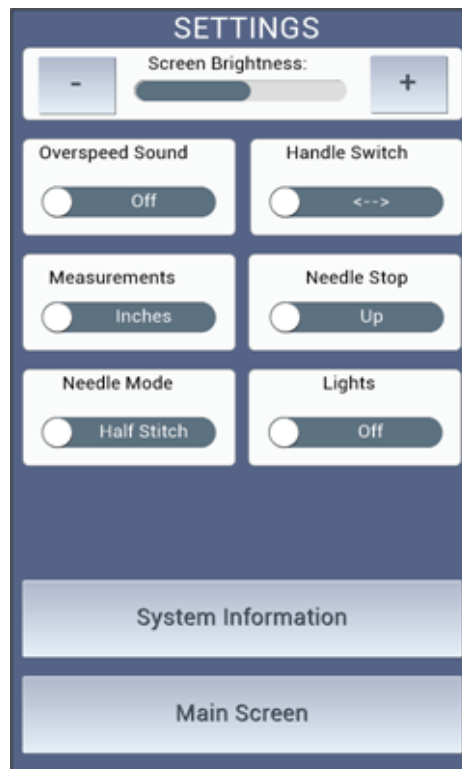 SETTINGS
Screen Brightness:
- +
Overspeed Sound Handle Switch
Off <-->
Measurements Needle Stop
Inches Up
Needle Mode Lights
Half Stitch Off
System Information
Main Screen